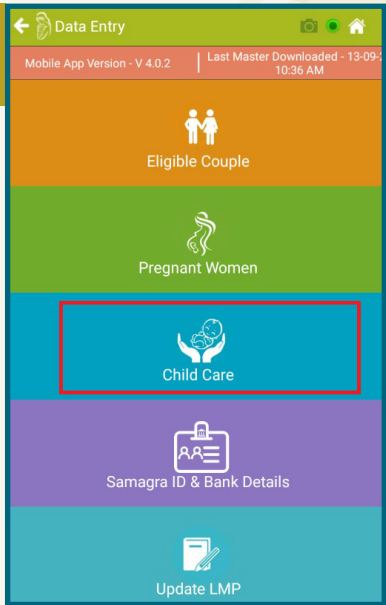 Data Entry
Mobile App Version - V 4.0.2
Last Master Downloaded - 13-09-
10:36 AM
Eligible Couple
Pregnant Women
Child Care
Samagra ID & Bank Details
Update LMP